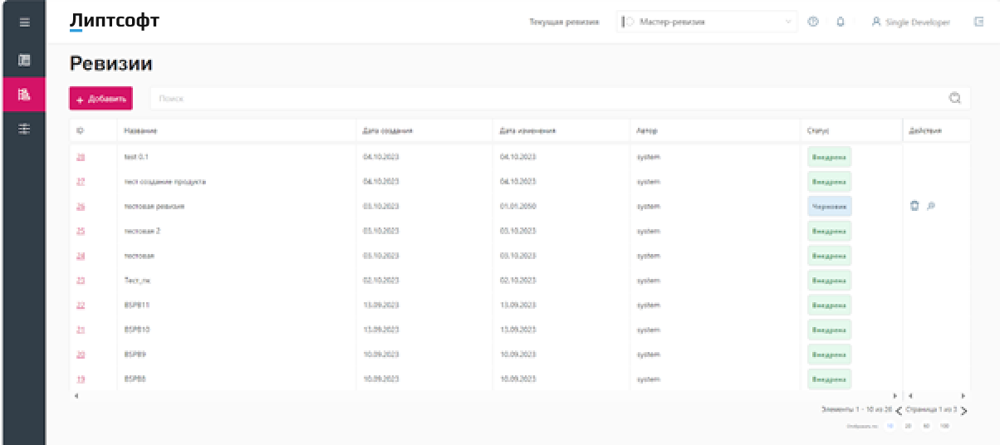 Липтсофт
Текущая ревизия Мастер-ревизия Single Developer
Ревизии
+ Добавить Поиск
ID Название Дата создания Дата изменения Автор Статус Действия
28 test 0.1 04.10.2023 04.10.2023 system Внедрена
27 тест создание продукта 04.10.2023 04.10.2023 system Внедрена
26 тестовая ревизия 03.10.2023 01.01.2050 system Черновик
25 тестовая 2 03.10.2023 03.10.2023 system Внедрена
24 тестовая 03.10.2023 03.10.2023 system Внедрена
23 Тест_пк 02.10.2023 02.10.2023 system Внедрена
22 BSPB11 13.09.2023 13.09.2023 system Внедрена
21 BSPB10 13.09.2023 13.09.2023 system Внедрена
20 BSPB9 10.09.2023 10.09.2023 system Внедрена
19 BSPB8 10.09.2023 10.09.2023 system Внедрена
Элементы 1 - 10 из 28 Страница 1 из 3
Отображать по: 10 20 60 100